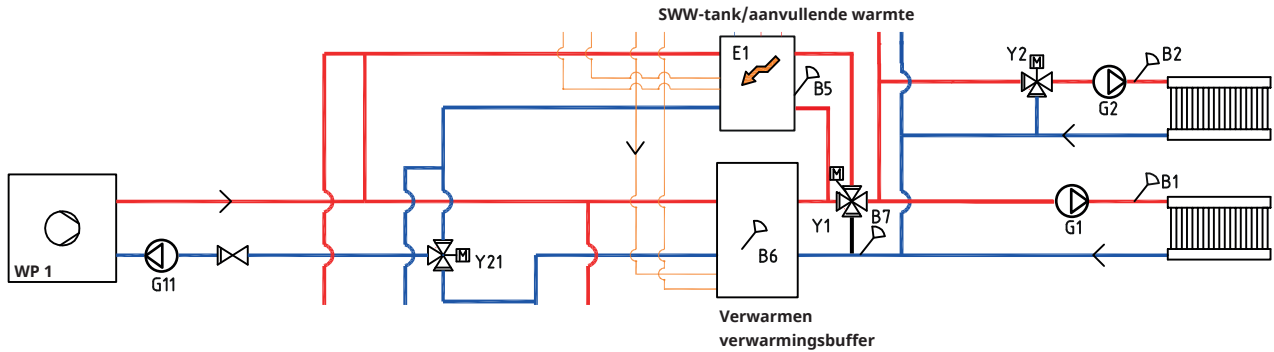 SWW-tank/aanvullende warmte
E1
B5
Y2
M
B2
G2
M
Y1
B7
B1
G1
WP 1
G11
M
Y21
B6
Verwarmen
verwarmingsbuffer